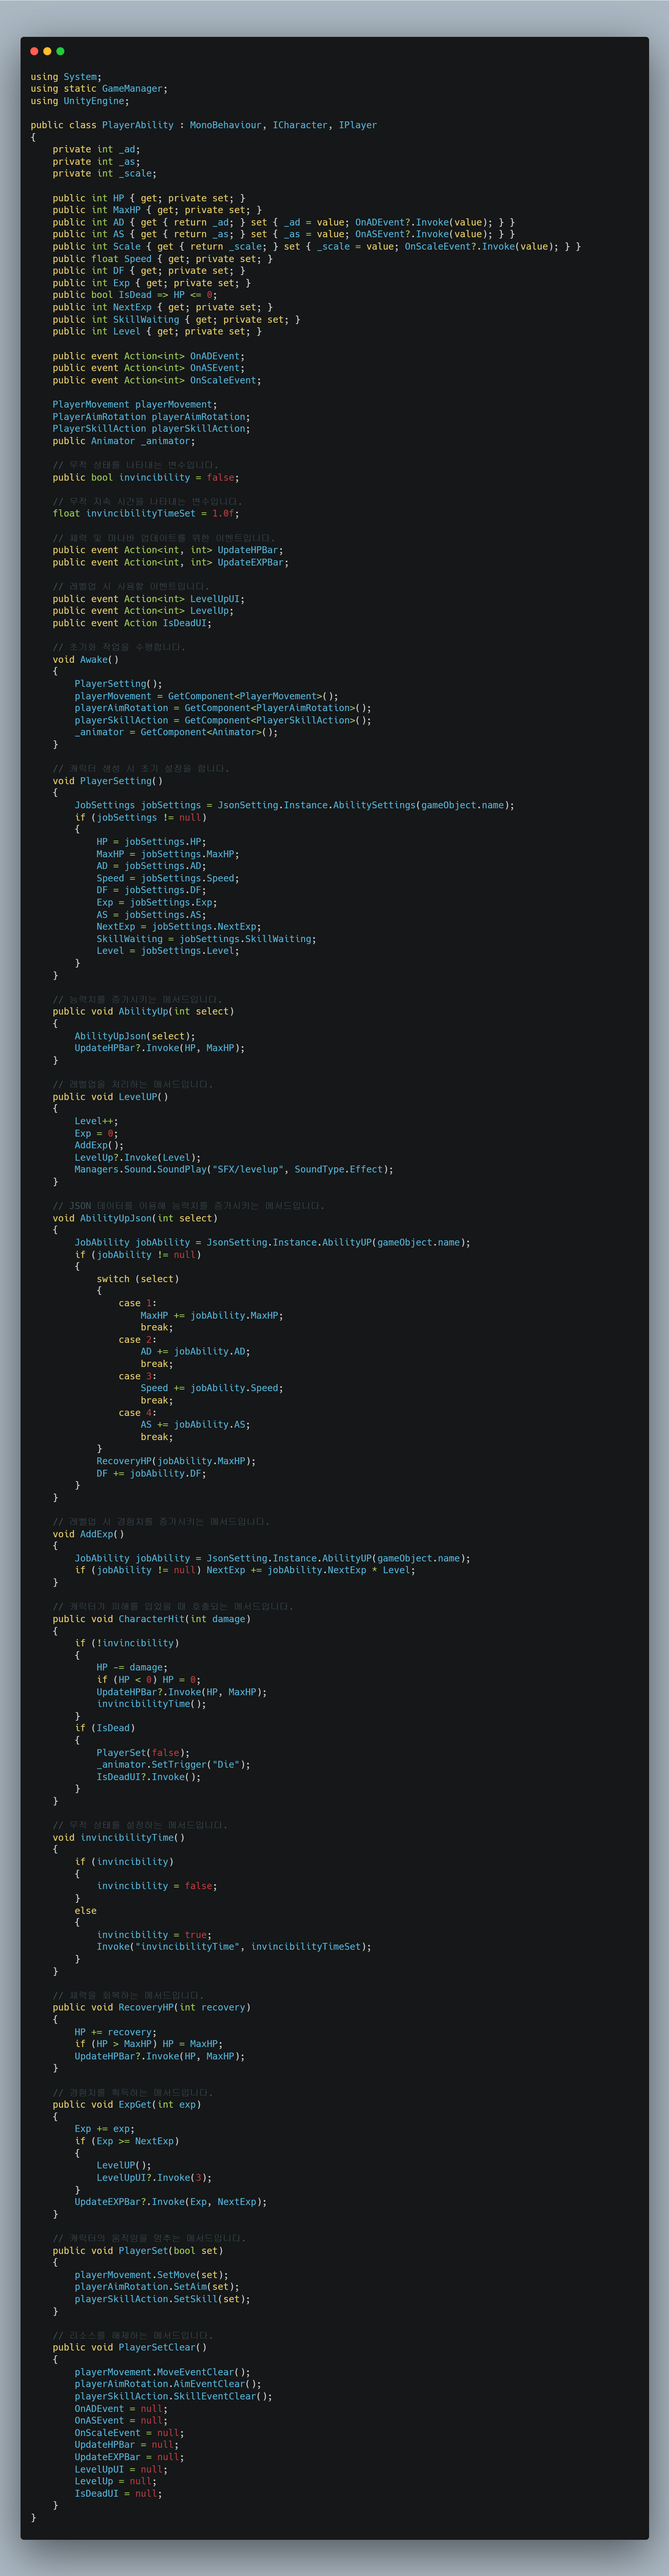 using System;
using static GameManager;
using UnityEngine;

public class PlayerAbility : MonoBehaviour, ICharacter, IPlayer
{
    private int _ad;
    private int _as;
    private int _scale;

    public int HP { get; private set; }
    public int MaxHP { get; private set; }
    public int AD { get { return _ad; } set { _ad = value; OnADEvent?.Invoke(value); } }
    public int AS { get { return _as; } set { _as = value; OnASEvent?.Invoke(value); } }
    public int Scale { get { return _scale; } set { _scale = value; OnScaleEvent?.Invoke(value); } }
    public float Speed { get; private set; }
    public int DF { get; private set; }
    public int Exp { get; private set; }
    public bool IsDead => HP <= 0;
    public int NextExp { get; private set; }
    public int SkillWaiting { get; private set; }
    public int Level { get; private set; }

    public event Action<int> OnADEvent;
    public event Action<int> OnASEvent;
    public event Action<int> OnScaleEvent;

    PlayerMovement playerMovement;
    PlayerAimRotation playerAimRotation;
    PlayerSkillAction playerSkillAction;
    public Animator _animator;

    // 무적 상태를 나타내는 변수입니다.
    public bool invincibility = false;

    // 무적 지속 시간을 나타내는 변수입니다.
    float invincibilityTimeSet = 1.0f;

    // 체력 및 마나바 업데이트를 위한 이벤트입니다.
    public event Action<int, int> UpdateHPBar;
    public event Action<int, int> UpdateEXPBar;

    // 레벨업 시 사용할 이벤트입니다.
    public event Action<int> LevelUpUI;
    public event Action<int> LevelUp;
    public event Action IsDeadUI;

    // 초기화 작업을 수행합니다.
    void Awake()
    {
        PlayerSetting();
        playerMovement = GetComponent<PlayerMovement>();
        playerAimRotation = GetComponent<PlayerAimRotation>();
        playerSkillAction = GetComponent<PlayerSkillAction>();
        _animator = GetComponent<Animator>();
    }

    // 캐릭터 생성 시 초기 설정을 합니다.
    void PlayerSetting()
    {
        JobSettings jobSettings = JsonSetting.Instance.AbilitySettings(gameObject.name);
        if (jobSettings != null)
        {
            HP = jobSettings.HP;
            MaxHP = jobSettings.MaxHP;
            AD = jobSettings.AD;
            Speed = jobSettings.Speed;
            DF = jobSettings.DF;
            Exp = jobSettings.Exp;
            AS = jobSettings.AS;
            NextExp = jobSettings.NextExp;
            SkillWaiting = jobSettings.SkillWaiting;
            Level = jobSettings.Level;
        }
    }

    // 능력치를 증가시키는 메서드입니다.
    public void AbilityUp(int select)
    {
        AbilityUpJson(select);
        UpdateHPBar?.Invoke(HP, MaxHP);
    }

    // 레벨업을 처리하는 메서드입니다.
    public void LevelUP()
    {
        Level++;
        Exp = 0;
        AddExp();
        LevelUp?.Invoke(Level);
        Managers.Sound.SoundPlay("SFX/levelup", SoundType.Effect);
    }

    // JSON 데이터를 이용해 능력치를 증가시키는 메서드입니다.
    void AbilityUpJson(int select)
    {
        JobAbility jobAbility = JsonSetting.Instance.AbilityUP(gameObject.name);
        if (jobAbility != null)
        {
            switch (select)
            {
                case 1:
                    MaxHP += jobAbility.MaxHP;
                    break;
                case 2:
                    AD += jobAbility.AD;
                    break;
                case 3:
                    Speed += jobAbility.Speed;
                    break;
                case 4:
                    AS += jobAbility.AS;
                    break;
            }
            RecoveryHP(jobAbility.MaxHP);
            DF += jobAbility.DF;
        }
    }

    // 레벨업 시 경험치를 증가시키는 메서드입니다.
    void AddExp()
    {
        JobAbility jobAbility = JsonSetting.Instance.AbilityUP(gameObject.name);
        if (jobAbility != null) NextExp += jobAbility.NextExp * Level;
    }

    // 캐릭터가 피해를 입었을 때 호출되는 메서드입니다.
    public void CharacterHit(int damage)
    {
        if (!invincibility)
        {
            HP -= damage;
            if (HP < 0) HP = 0;
            UpdateHPBar?.Invoke(HP, MaxHP);
            invincibilityTime();
        }
        if (IsDead)
        {
            PlayerSet(false);
            _animator.SetTrigger("Die");
            IsDeadUI?.Invoke();
        }
    }

    // 무적 상태를 설정하는 메서드입니다.
    void invincibilityTime()
    {
        if (invincibility)
        {
            invincibility = false;
        }
        else
        {
            invincibility = true;
            Invoke("invincibilityTime", invincibilityTimeSet);
        }
    }

    // 체력을 회복하는 메서드입니다.
    public void RecoveryHP(int recovery)
    {
        HP += recovery;
        if (HP > MaxHP) HP = MaxHP;
        UpdateHPBar?.Invoke(HP, MaxHP);
    }

    // 경험치를 획득하는 메서드입니다.
    public void ExpGet(int exp)
    {
        Exp += exp;
        if (Exp >= NextExp)
        {
            LevelUP();
            LevelUpUI?.Invoke(3);
        }
        UpdateEXPBar?.Invoke(Exp, NextExp);
    }

    // 캐릭터의 움직임을 멈추는 메서드입니다.
    public void PlayerSet(bool set)
    {
        playerMovement.SetMove(set);
        playerAimRotation.SetAim(set);
        playerSkillAction.SetSkill(set);
    }

    // 리소스를 해제하는 메서드입니다.
    public void PlayerSetClear()
    {
        playerMovement.MoveEventClear();
        playerAimRotation.AimEventClear();
        playerSkillAction.SkillEventClear();
        OnADEvent = null;
        OnASEvent = null;
        OnScaleEvent = null;
        UpdateHPBar = null;
        UpdateEXPBar = null;
        LevelUpUI = null;
        LevelUp = null;
        IsDeadUI = null;
    }
}